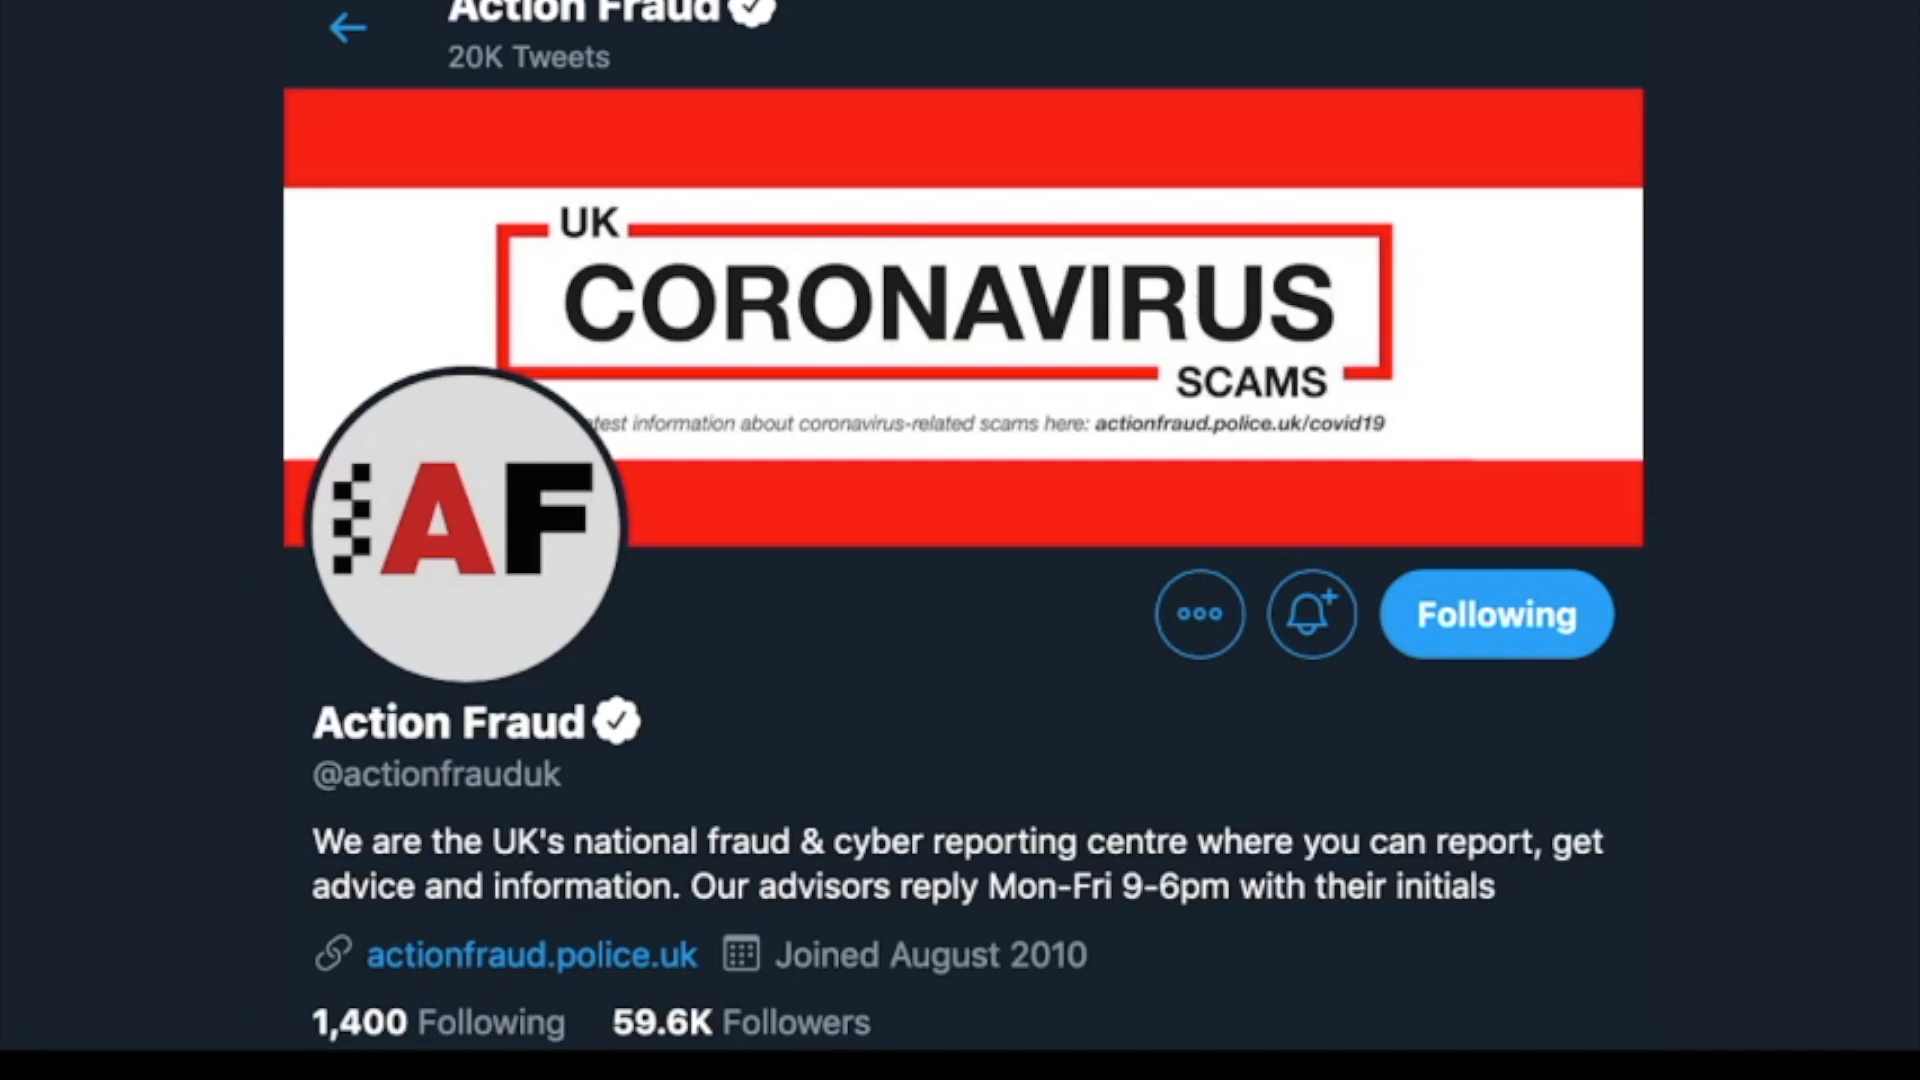 Action Fraud
20K Tweets
UK
CORONAVIRUS
SCAMS
information about coronavirus-related scams here: actionfraud.police.uk/covid19
AF
Following
Action Fraud
@actionfrauduk
We are the UK's national fraud & cyber reporting centre where you can report, get
advice and information. Our advisors reply Mon-Fri 9-6pm with their initials
actionfraud.police.uk Joined August 2010
1,400 Following 59.6K Followers